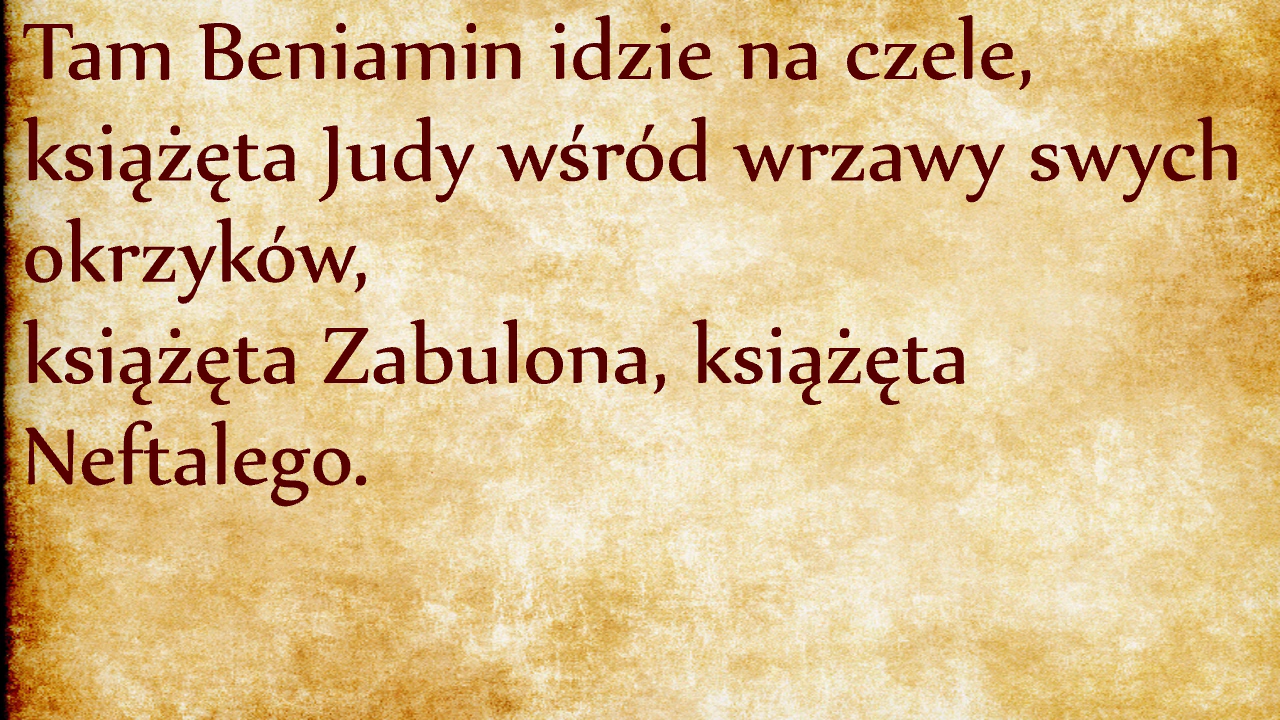 Tam Beniamin idzie na czele,
książęta Judy wśród wrzawy swych
okrzyków,
książęta Zabulona, książęta
Neftalego.